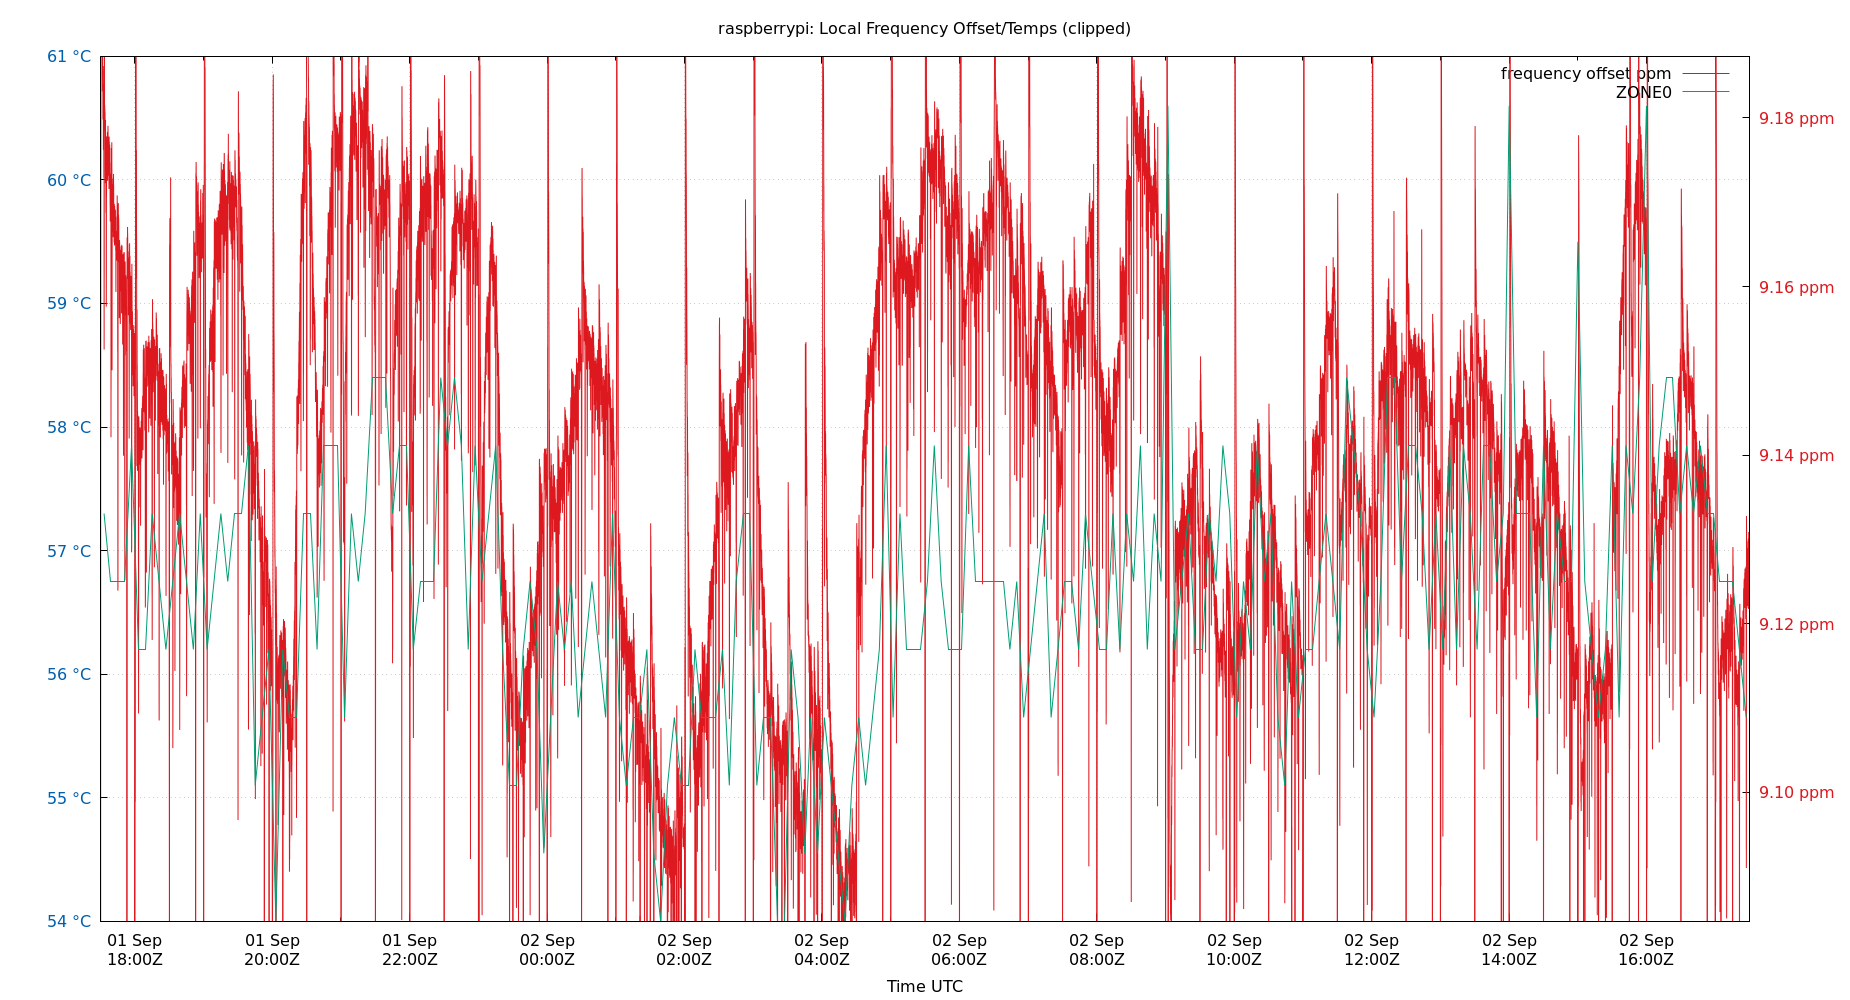 raspberrypi: Local Frequency Offset/Temps (clipped)
61 °C
60 °C
59 °C
58 °C
57 °C
56 °C
55 °C
54 °C
frequency offset ppm
ZONE0
9.18 ppm
9.16 ppm
9.14 ppm
9.12 ppm
9.10 ppm
01 Sep 01 Sep 01 Sep 02 Sep 02 Sep 02 Sep 02 Sep 02 Sep 02 Sep 02 Sep 02 Sep 02 Sep
18:00Z 20:00Z 22:00Z 00:00Z 02:00Z 04:00Z 06:00Z 08:00Z 10:00Z 12:00Z 14:00Z 16:00Z
Time UTC